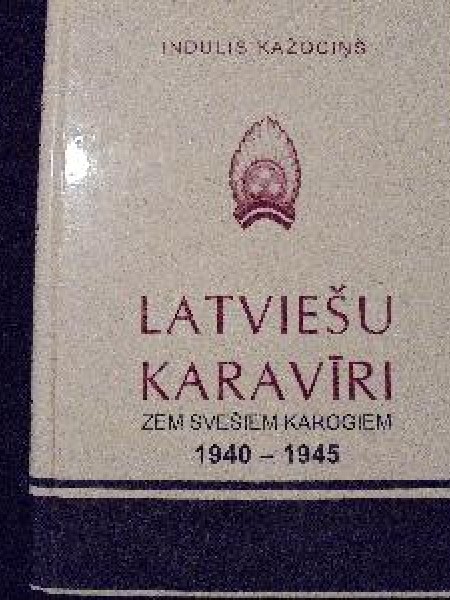 INDULIS KAŽOCIŅŠ
LATVIEŠU
KARAVĪRI
ZEM SVEŠIEM KAROGIEM
1940 – 1945